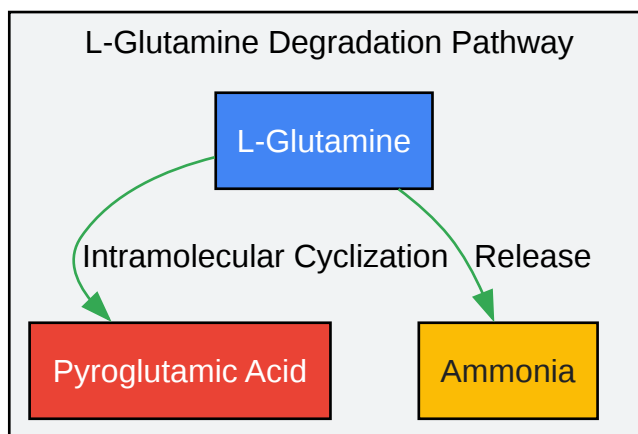 L-Glutamine Degradation Pathway
L-Glutamine
Intramolecular Cyclization
Release
Pyroglutamic Acid
Ammonia